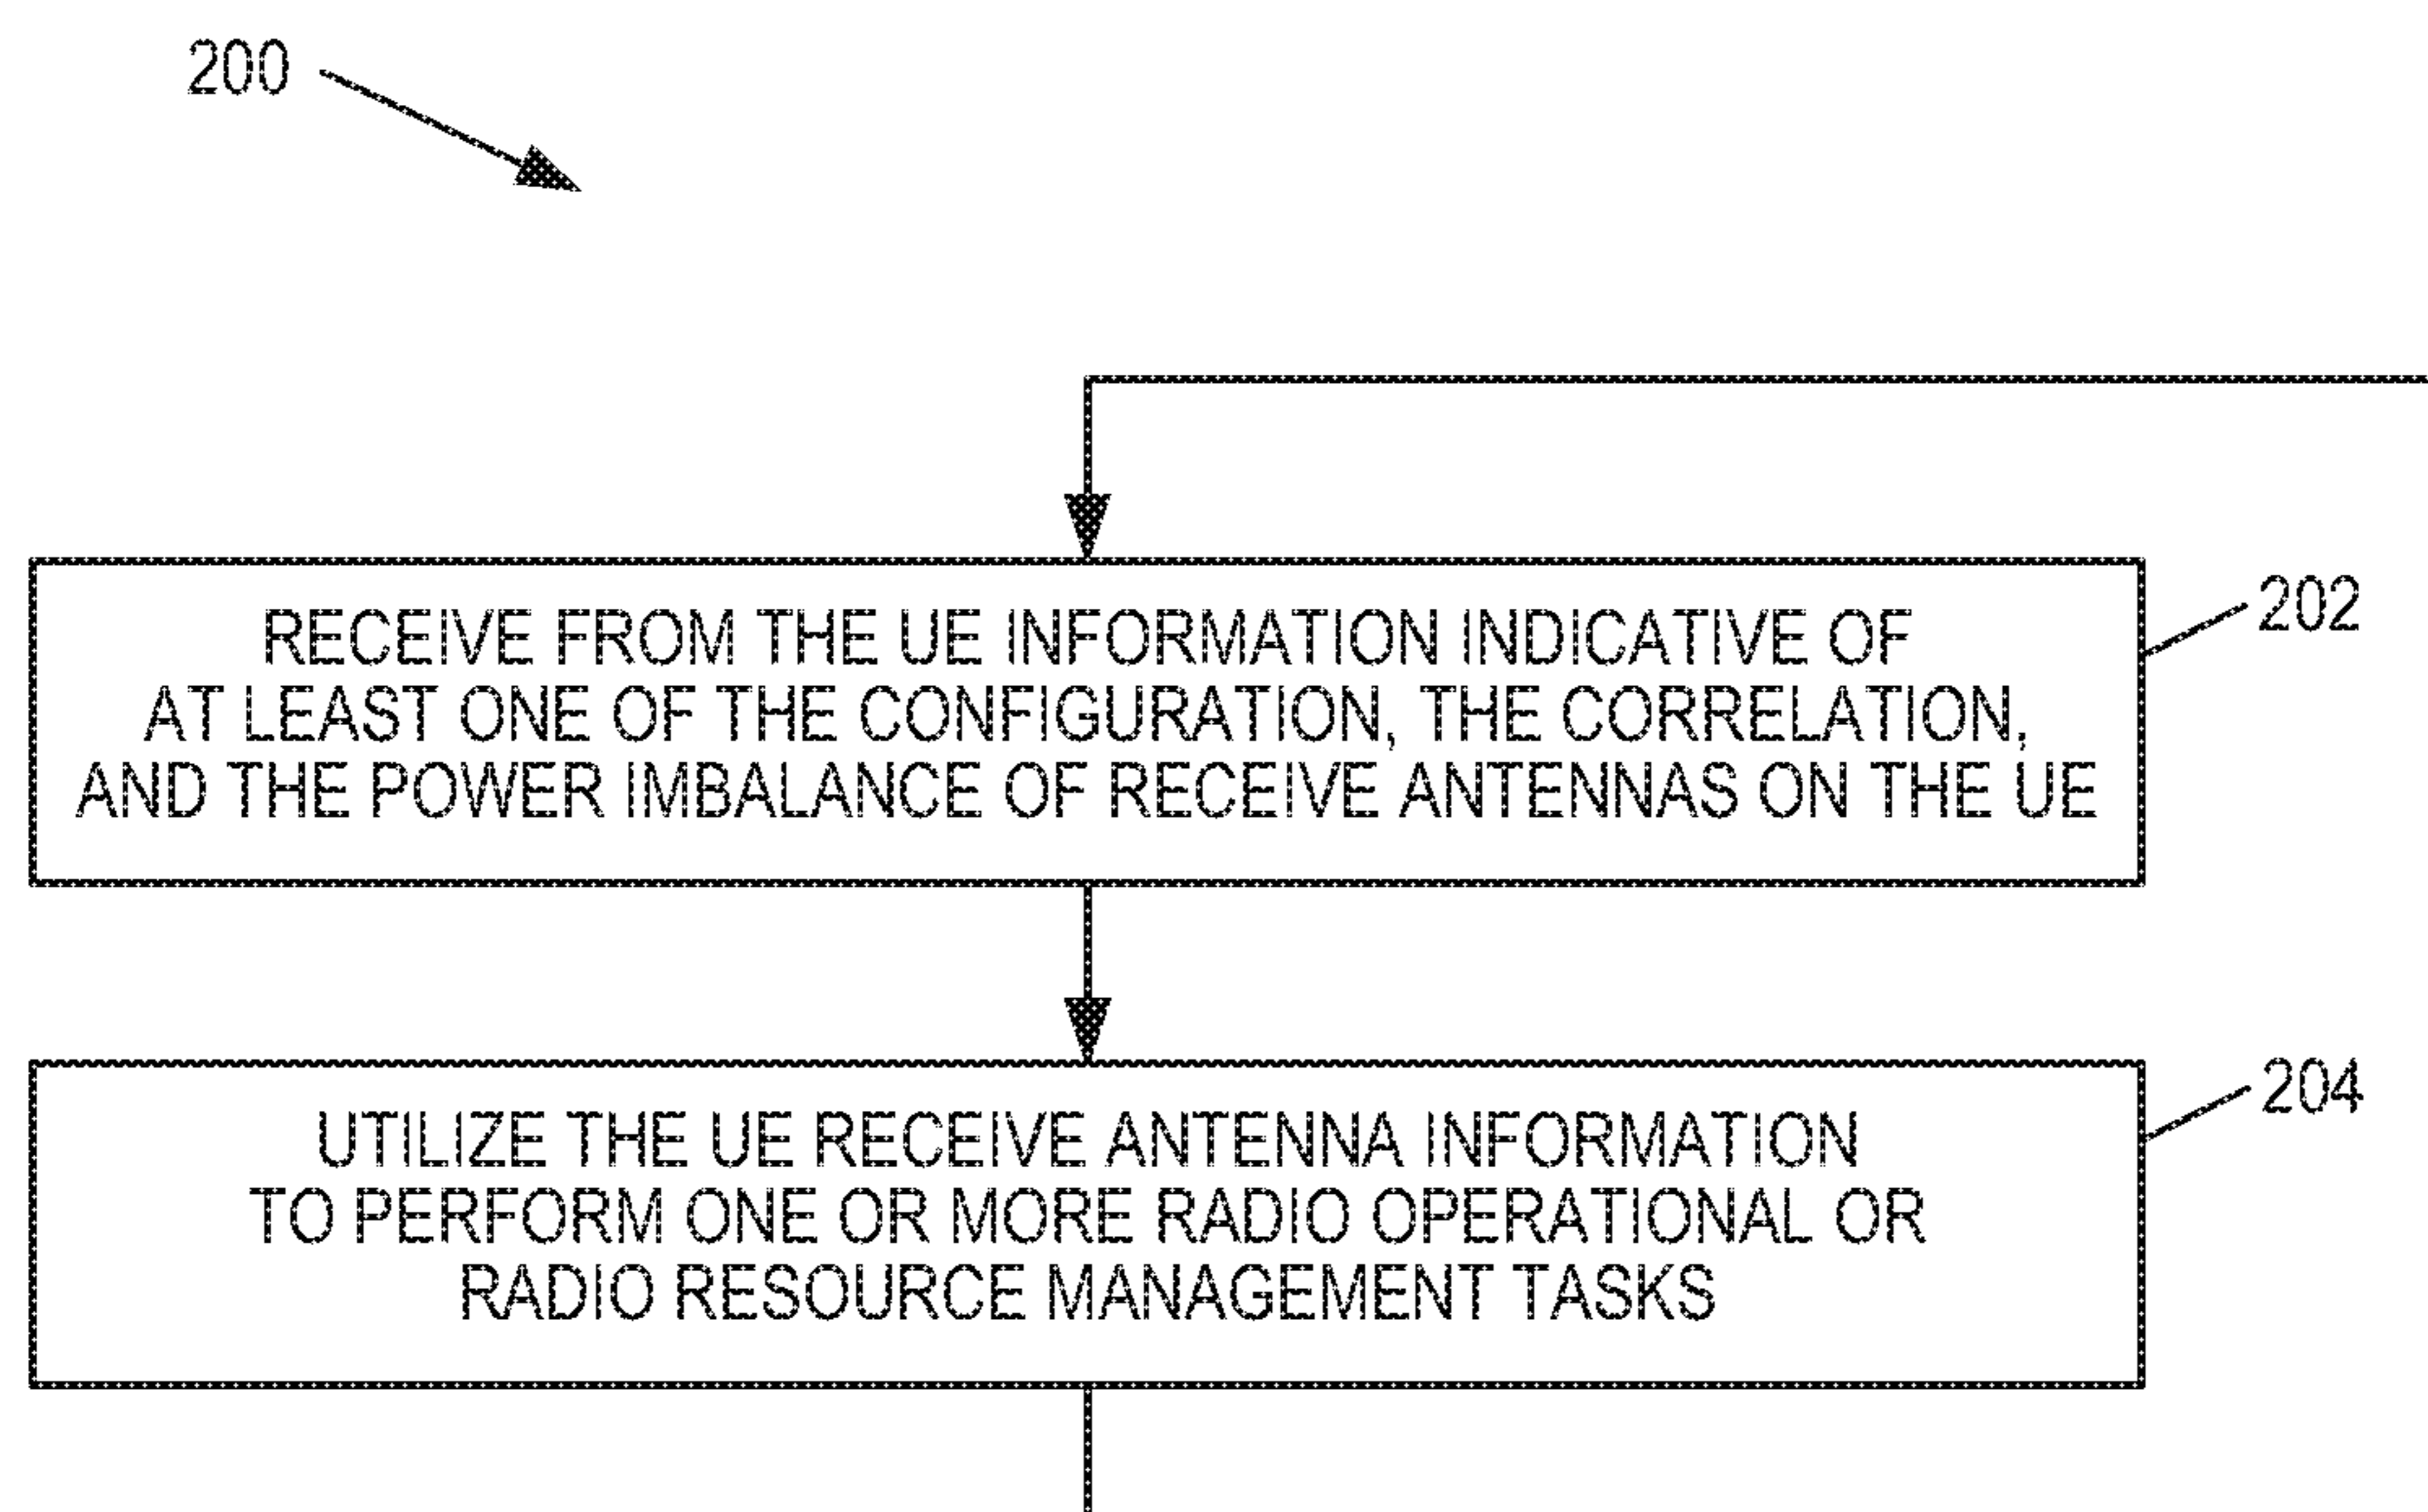 200
RECEIVE FROM THE UE INFORMATION INDICATIVE OF
AT LEAST ONE OF THE CONFIGURATION, THE CORRELATION,
AND THE POWER IMBALANCE OF RECEIVE ANTENNAS ON THE UE
202
UTILIZE THE UE RECEIVE ANTENNA INFORMATION
TO PERFORM ONE OR MORE RADIO OPERATIONAL OR
RADIO RESOURCE MANAGEMENT TASKS
204